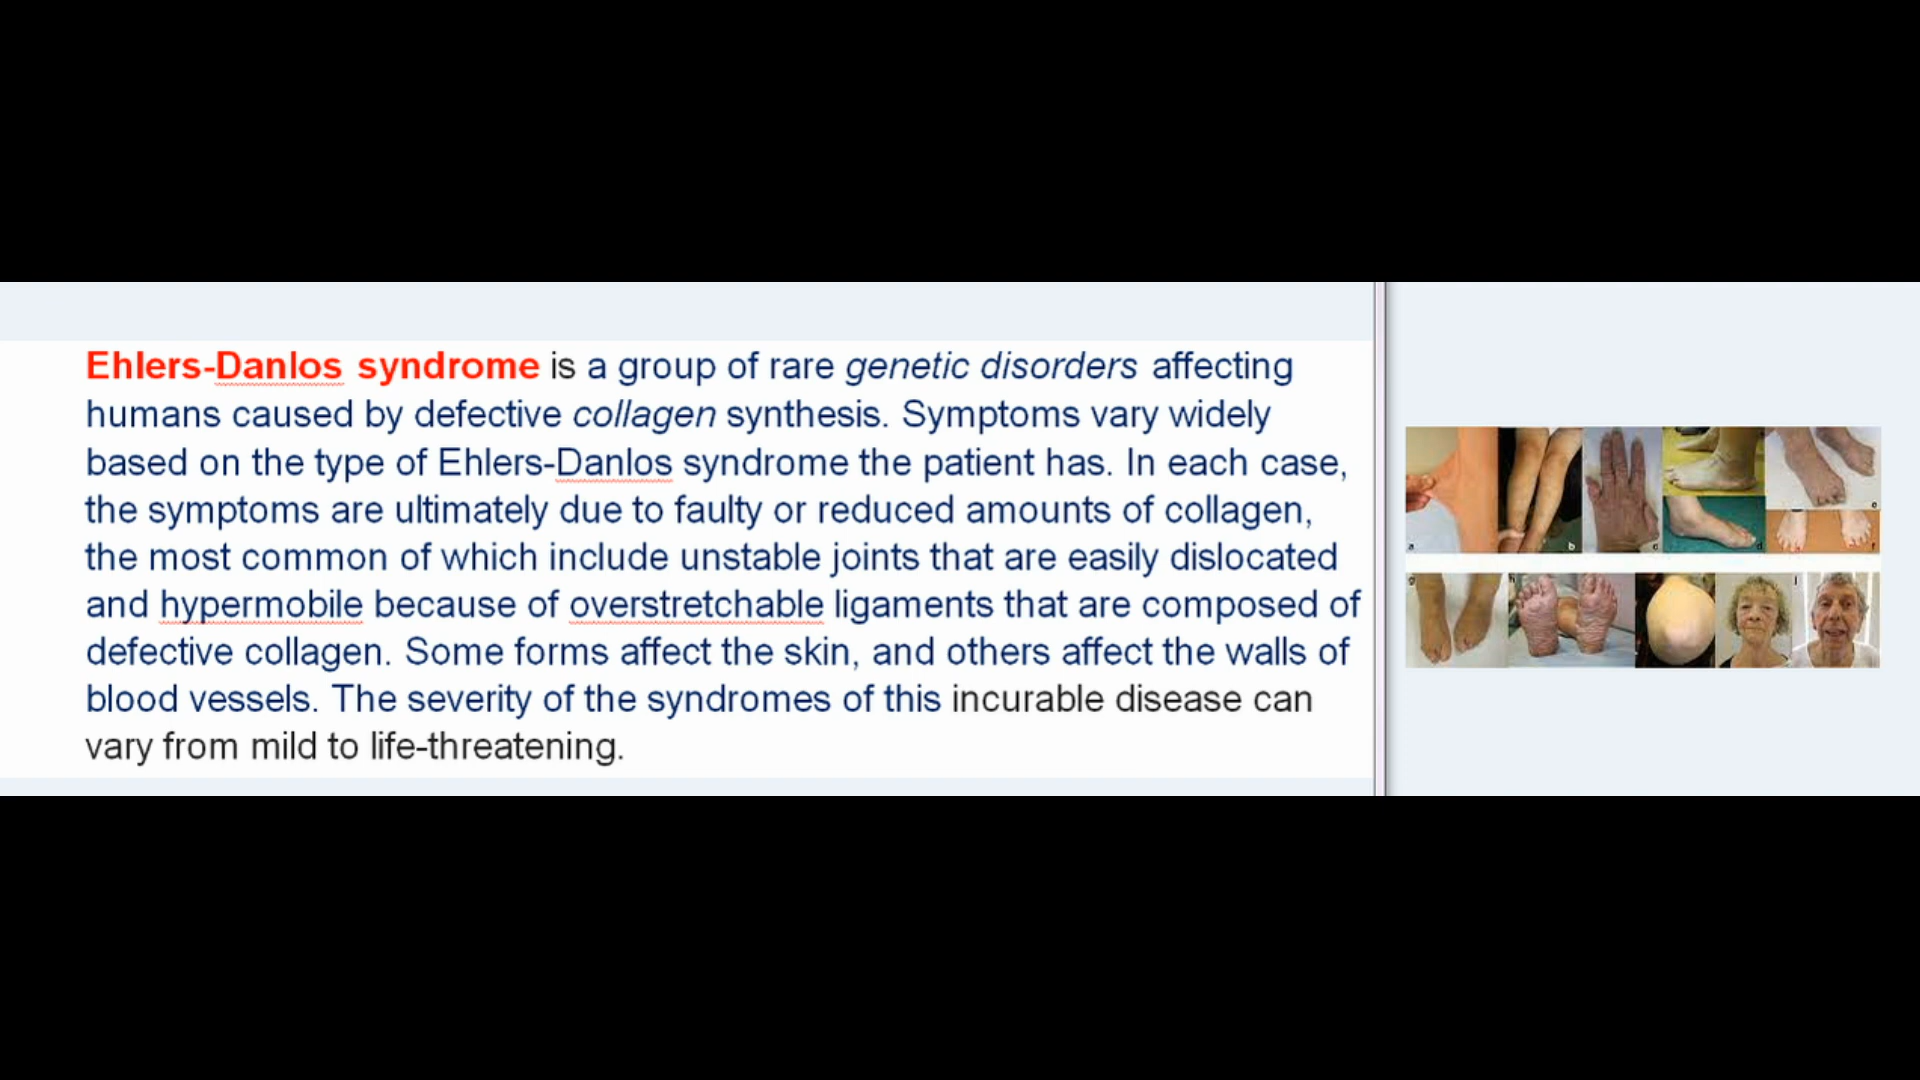 Ehlers-Danlos syndrome is a group of rare genetic disorders affecting
humans caused by defective collagen synthesis. Symptoms vary widely
based on the type of Ehlers-Danlos syndrome the patient has. In each case,
the symptoms are ultimately due to faulty or reduced amounts of collagen,
the most common of which include unstable joints that are easily dislocated
and hypermobile because of overstretchable ligaments that are composed of
defective collagen. Some forms affect the skin, and others affect the walls of
blood vessels. The severity of the syndromes of this incurable disease can
vary from mild to life-threatening.
a b c d e f
g